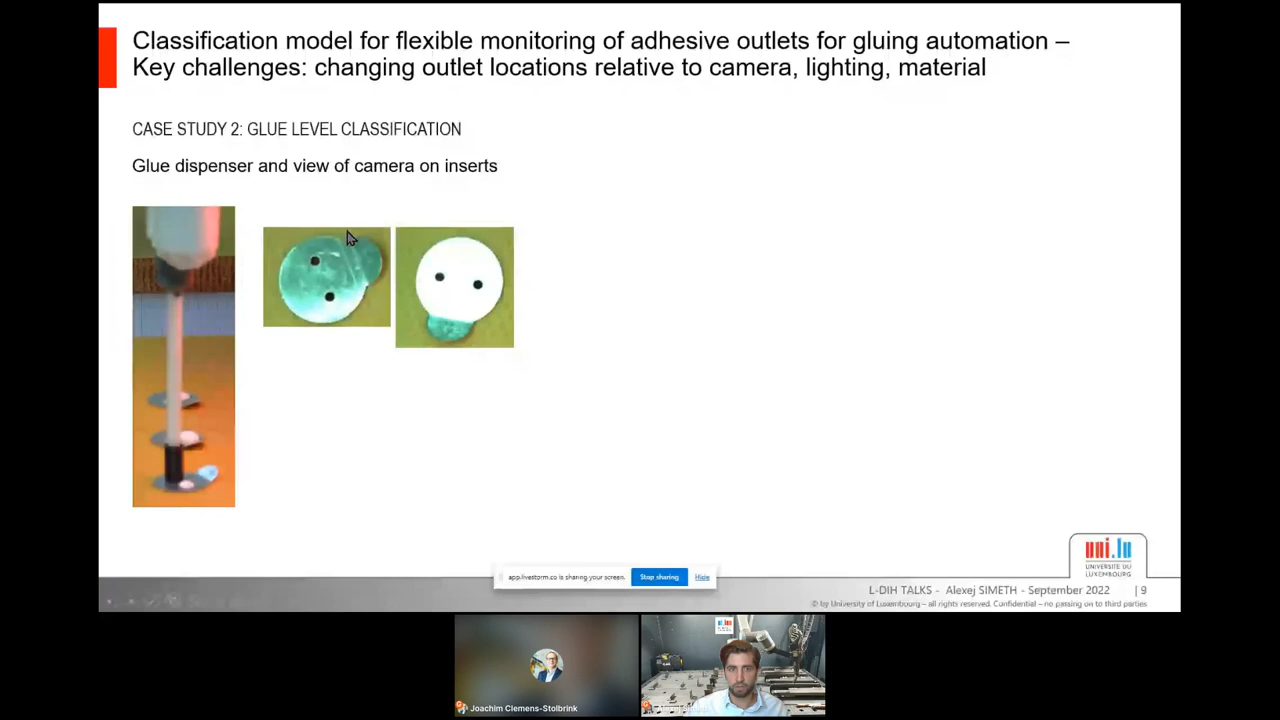 Classification model for flexible monitoring of adhesive outlets for gluing automation –
Key challenges: changing outlet locations relative to camera, lighting, material
CASE STUDY 2: GLUE LEVEL CLASSIFICATION
Glue dispenser and view of camera on inserts
uni.lu
UNIVERSITÉ DU
LUXEMBOURG
app.livestorm.co is sharing your screen. Stop sharing Hide
L-DIH TALKS - Alexej SIMETH - September 2022 | 9
© by University of Luxembourg – all rights reserved. Confidential – no passing on to third parties
Joachim Clemens-Stolbrink